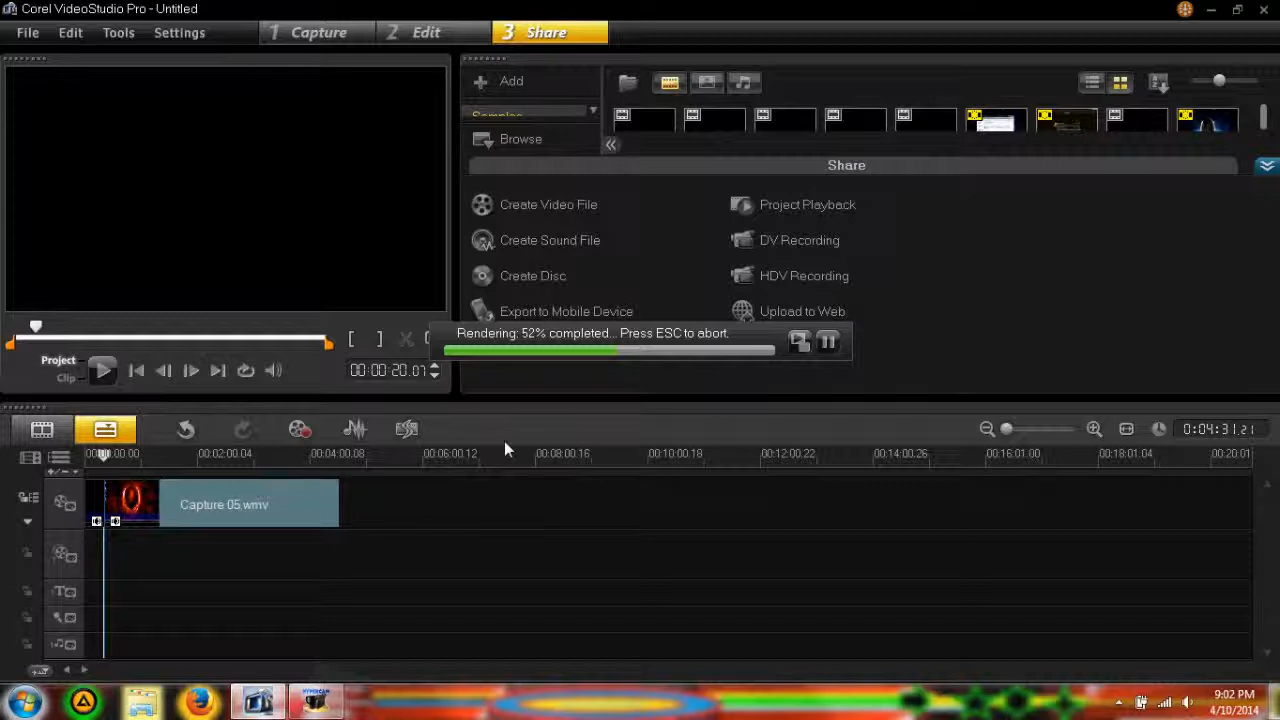 Corel VideoStudio Pro - Untitled
File Edit Tools Settings 1 Capture 2 Edit 3 Share
Add
Samples
Browse
Share
Create Video File Project Playback
Create Sound File DV Recording
Create Disc HDV Recording
Export to Mobile Device Upload to Web
Rendering: 52% completed... Press ESC to abort.
Project
Clip
00:00:20.07
0:04:31.21
00:00:00.00 00:02:00.04 00:04:00.08 00:06:00.12 00:08:00.16 00:10:00.18 00:12:00.22 00:14:00.26 00:16:01.00 00:18:01.04 00:20:01
Capture 05.wmv
HYPERCAM
9:02 PM
4/10/2014